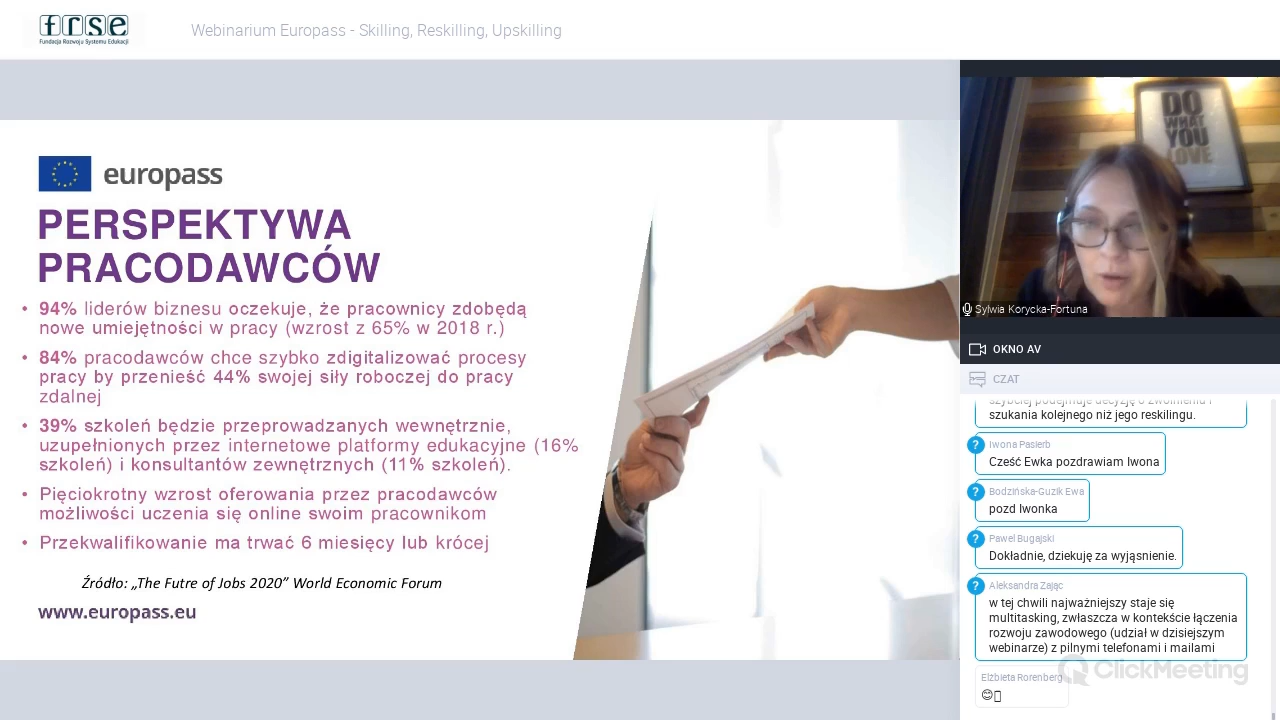 frse
Fundacja Rozwoju Systemu Edukacji
Webinarium Europass - Skilling, Reskilling, Upskilling
europass
PERSPEKTYWA
PRACODAWCÓW
• 94% liderów biznesu oczekuje, że pracownicy zdobędą
nowe umiejętności w pracy (wzrost z 65% w 2018 r.)
• 84% pracodawców chce szybko zdigitalizować procesy
pracy by przenieść 44% swojej siły roboczej do pracy
zdalnej
• 39% szkoleń będzie przeprowadzanych wewnętrznie,
uzupełnionych przez internetowe platformy edukacyjne (16%
szkoleń) i konsultantów zewnętrznych (11% szkoleń).
• Pięciokrotny wzrost oferowania przez pracodawców
możliwości uczenia się online swoim pracownikom
• Przekwalifikowanie ma trwać 6 miesięcy lub krócej
Źródło: „The Futre of Jobs 2020” World Economic Forum
www.europass.eu
DO
WHAT
YOU
LOVE
Sylwia Korycka-Fortuna
OKNO AV
CZAT
szybciej podejmuje decyzję o zwolnieniu i
szukania kolejnego niż jego reskilingu.
? Iwona Pasierb
Cześć Ewka pozdrawiam Iwona
? Bodzińska-Guzik Ewa
pozd Iwonka
? Pawel Bugajski
Dokładnie, dziekuję za wyjąsnienie.
? Aleksandra Zając
w tej chwili najważniejszy staje się
multitasking, zwłaszcza w kontekście łączenia
rozwoju zawodowego (udział w dzisiejszym
webinarze) z pilnymi telefonami i mailami
ClickMeeting
Elżbieta Rorenberg